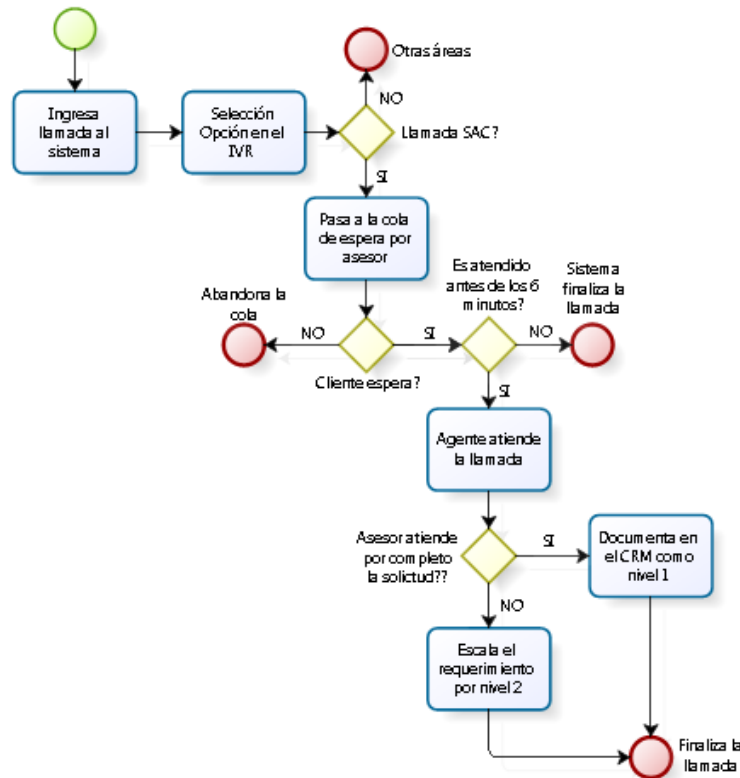 Otras áreas
Ingresa
llamada al
sistema
Selección
Opción en el
IVR
NO
Llamada SAC?
SI
Pasa a la cola
de espera por
asesor
Es atendido
antes de los 6
minutos?
Sistema
finaliza la
llamada
Abandona la
cola
NO
SI
NO
Cliente espera?
SI
Agente atiende
la llamada
Asesor atiende
por completo
la solictud??
SI
Documenta en
el CRM como
nivel 1
NO
Escala el
requerimiento
por nivel 2
Finaliza la
llamada